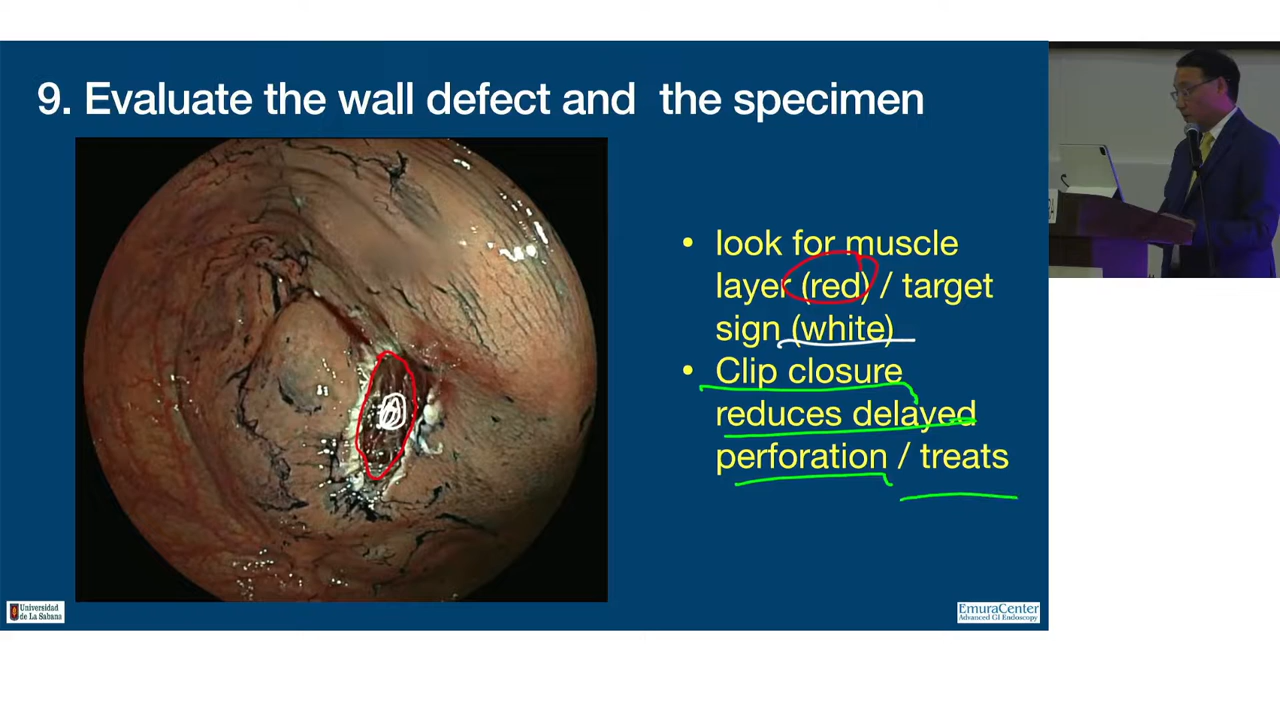 9. Evaluate the wall defect and the specimen
• look for muscle
layer (red) / target
sign (white)
• Clip closure
reduces delayed
perforation / treats
Universidad
de La Sabana
EmuraCenter
Advanced GI Endoscopy